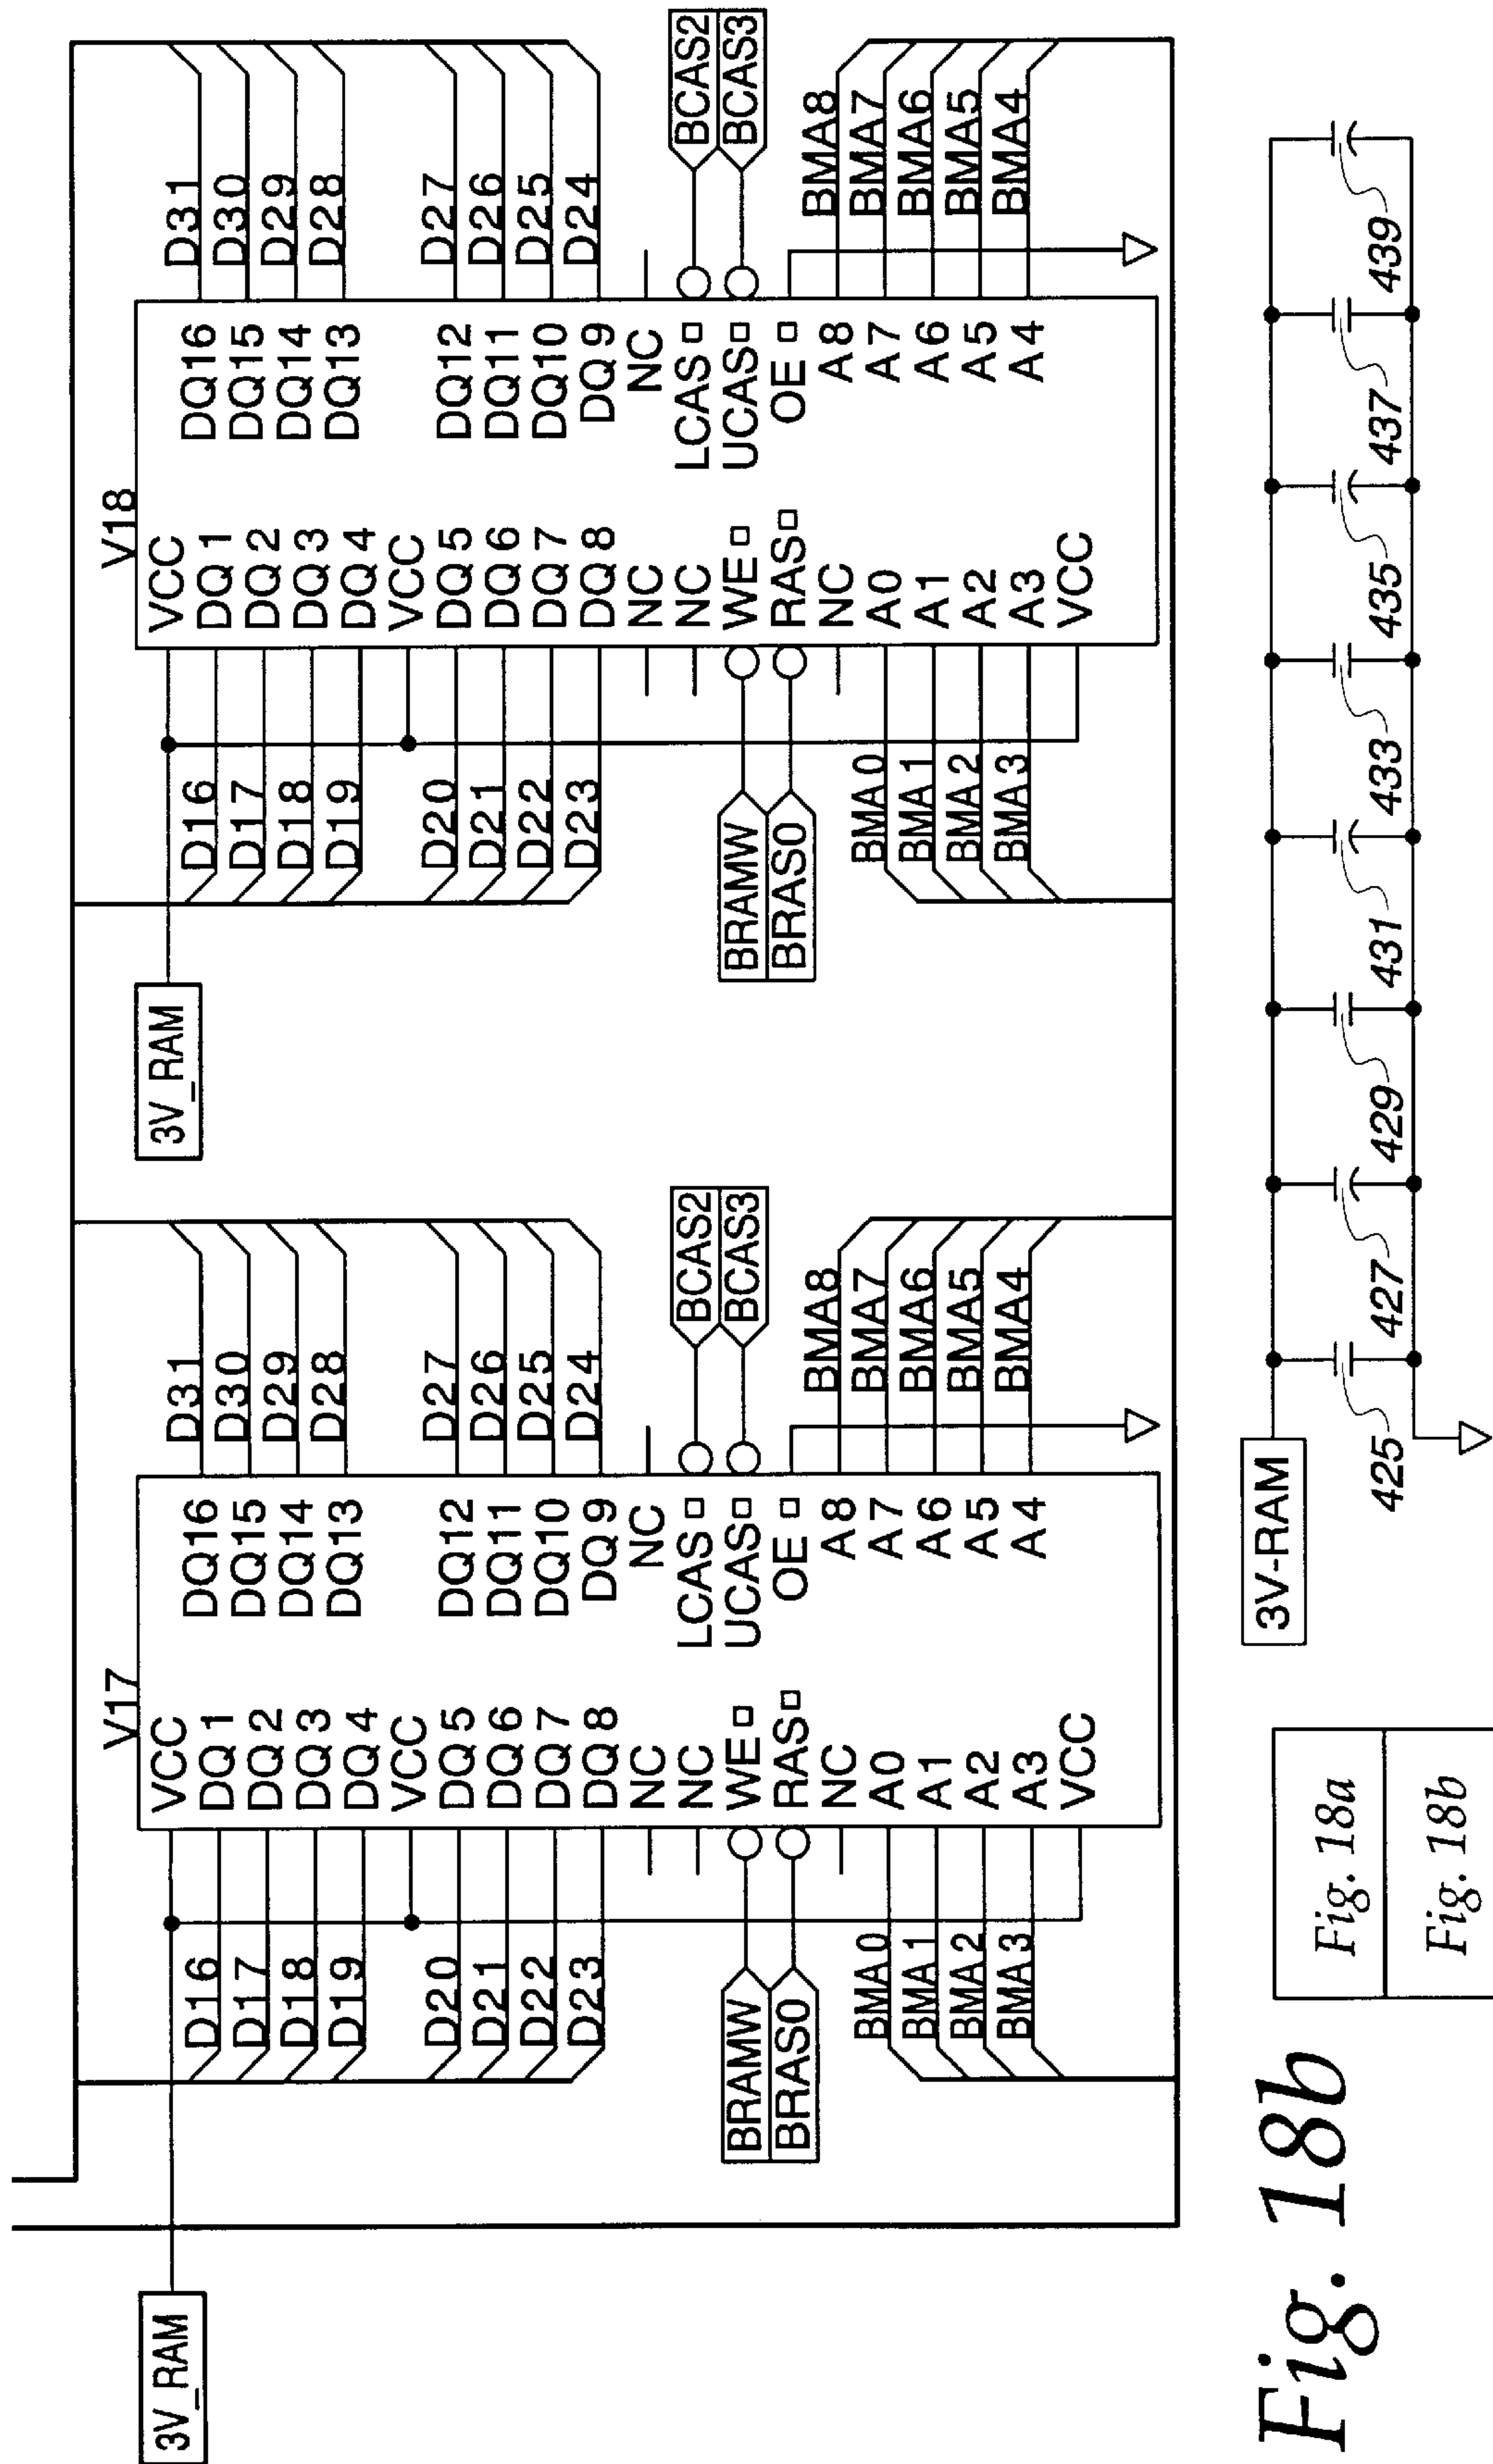 3V_RAM
D16
D17
D18
D19
D20
D21
D22
D23
BRAMW
BRAS0
BMA0
BMA1
BMA2
BMA3
V17
VCC
DQ1
DQ2
DQ3
DQ4
VCC
DQ5
DQ6
DQ7
DQ8
NC
NC
WE
RAS
NC
A0
A1
A2
A3
VCC
DQ16
DQ15
DQ14
DQ13
DQ12
DQ11
DQ10
DQ9
NC
LCAS
UCAS
OE
A8
A7
A6
A5
A4
D31
D30
D29
D28
D27
D26
D25
D24
BCAS2
BCAS3
BMA8
BMA7
BMA6
BMA5
BMA4
3V_RAM
D16
D17
D18
D19
D20
D21
D22
D23
BRAMW
BRAS0
BMA0
BMA1
BMA2
BMA3
V18
VCC
DQ1
DQ2
DQ3
DQ4
VCC
DQ5
DQ6
DQ7
DQ8
NC
NC
WE
RAS
NC
A0
A1
A2
A3
VCC
DQ16
DQ15
DQ14
DQ13
DQ12
DQ11
DQ10
DQ9
NC
LCAS
UCAS
OE
A8
A7
A6
A5
A4
D31
D30
D29
D28
D27
D26
D25
D24
BCAS2
BCAS3
BMA8
BMA7
BMA6
BMA5
BMA4
Fig. 18b
Fig. 18a
Fig. 18b
3V-RAM
425
427
429
431
433
435
437
439